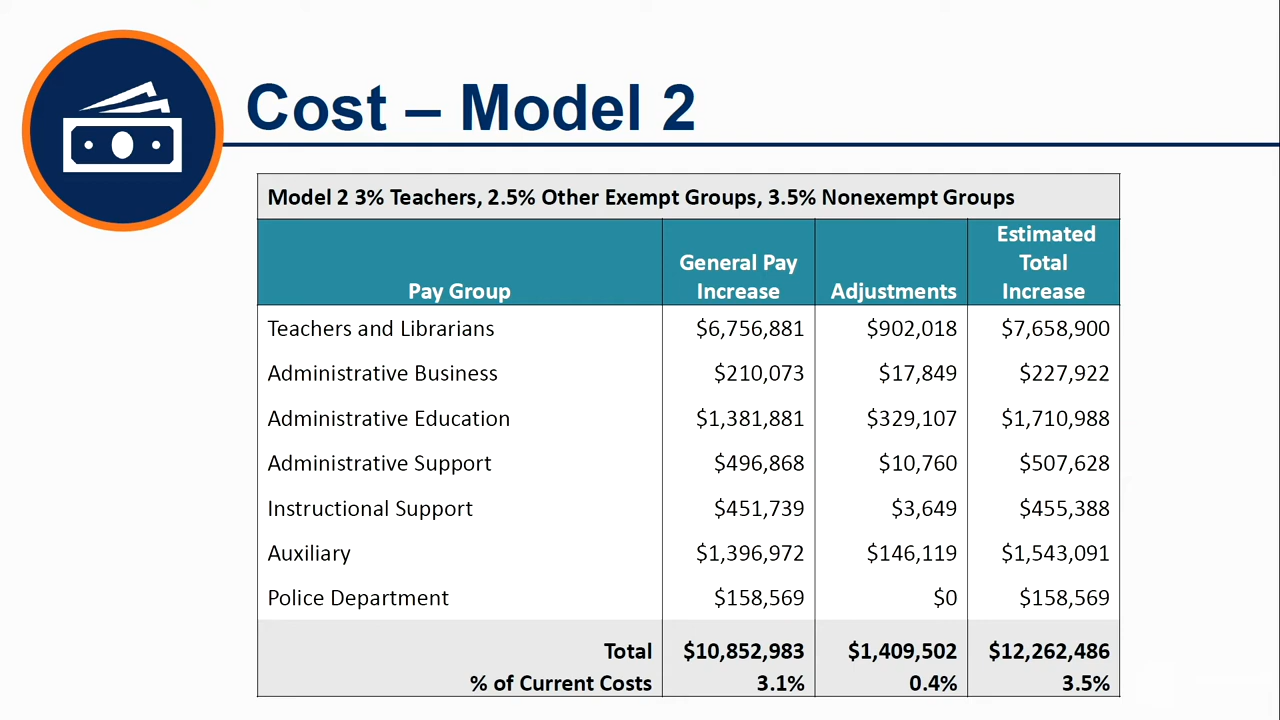 Cost – Model 2
Model 2 3% Teachers, 2.5% Other Exempt Groups, 3.5% Nonexempt Groups
Pay Group General Pay Increase Adjustments Estimated Total Increase
Teachers and Librarians $6,756,881 $902,018 $7,658,900
Administrative Business $210,073 $17,849 $227,922
Administrative Education $1,381,881 $329,107 $1,710,988
Administrative Support $496,868 $10,760 $507,628
Instructional Support $451,739 $3,649 $455,388
Auxiliary $1,396,972 $146,119 $1,543,091
Police Department $158,569 $0 $158,569
Total $10,852,983 $1,409,502 $12,262,486
% of Current Costs 3.1% 0.4% 3.5%